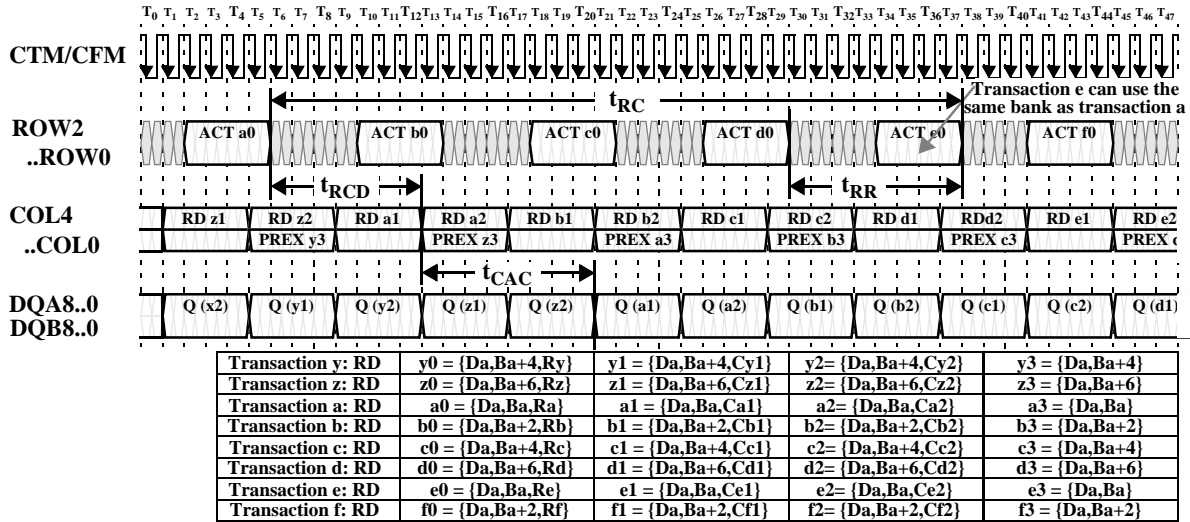 T0 T1 T2 T3 T4 T5 T6 T7 T8 T9 T10 T11 T12 T13 T14 T15 T16 T17 T18 T19 T20 T21 T22 T23 T24 T25 T26 T27 T28 T29 T30 T31 T32 T33 T34 T35 T36 T37 T38 T39 T40 T41 T42 T43 T44 T45 T46 T47
CTM/CFM
Transaction e can use the
same bank as transaction a
tRC
ROW2
..ROW0
ACT a0 ACT b0 ACT c0 ACT d0 ACT e0 ACT f0
tRCD tRR
COL4
..COL0
RD z1 RD z2 RD a1 RD a2 RD b1 RD b2 RD c1 RD c2 RD d1 RDd2 RD e1 RD e2
PREX y3 PREX z3 PREX a3 PREX b3 PREX c3 PREX
tCAC
DQA8..0
DQB8..0
Q (x2) Q (y1) Q (y2) Q (z1) Q (z2) Q (a1) Q (a2) Q (b1) Q (b2) Q (c1) Q (c2) Q (d1)
Transaction y: RD y0 = {Da,Ba+4,Ry} y1 = {Da,Ba+4,Cy1} y2= {Da,Ba+4,Cy2} y3 = {Da,Ba+4}
Transaction z: RD z0 = {Da,Ba+6,Rz} z1 = {Da,Ba+6,Cz1} z2= {Da,Ba+6,Cz2} z3 = {Da,Ba+6}
Transaction a: RD a0 = {Da,Ba,Ra} a1 = {Da,Ba,Ca1} a2= {Da,Ba,Ca2} a3 = {Da,Ba}
Transaction b: RD b0 = {Da,Ba+2,Rb} b1 = {Da,Ba+2,Cb1} b2= {Da,Ba+2,Cb2} b3 = {Da,Ba+2}
Transaction c: RD c0 = {Da,Ba+4,Rc} c1 = {Da,Ba+4,Cc1} c2= {Da,Ba+4,Cc2} c3 = {Da,Ba+4}
Transaction d: RD d0 = {Da,Ba+6,Rd} d1 = {Da,Ba+6,Cd1} d2= {Da,Ba+6,Cd2} d3 = {Da,Ba+6}
Transaction e: RD e0 = {Da,Ba,Re} e1 = {Da,Ba,Ce1} e2= {Da,Ba,Ce2} e3 = {Da,Ba}
Transaction f: RD f0 = {Da,Ba+2,Rf} f1 = {Da,Ba+2,Cf1} f2= {Da,Ba+2,Cf2} f3 = {Da,Ba+2}